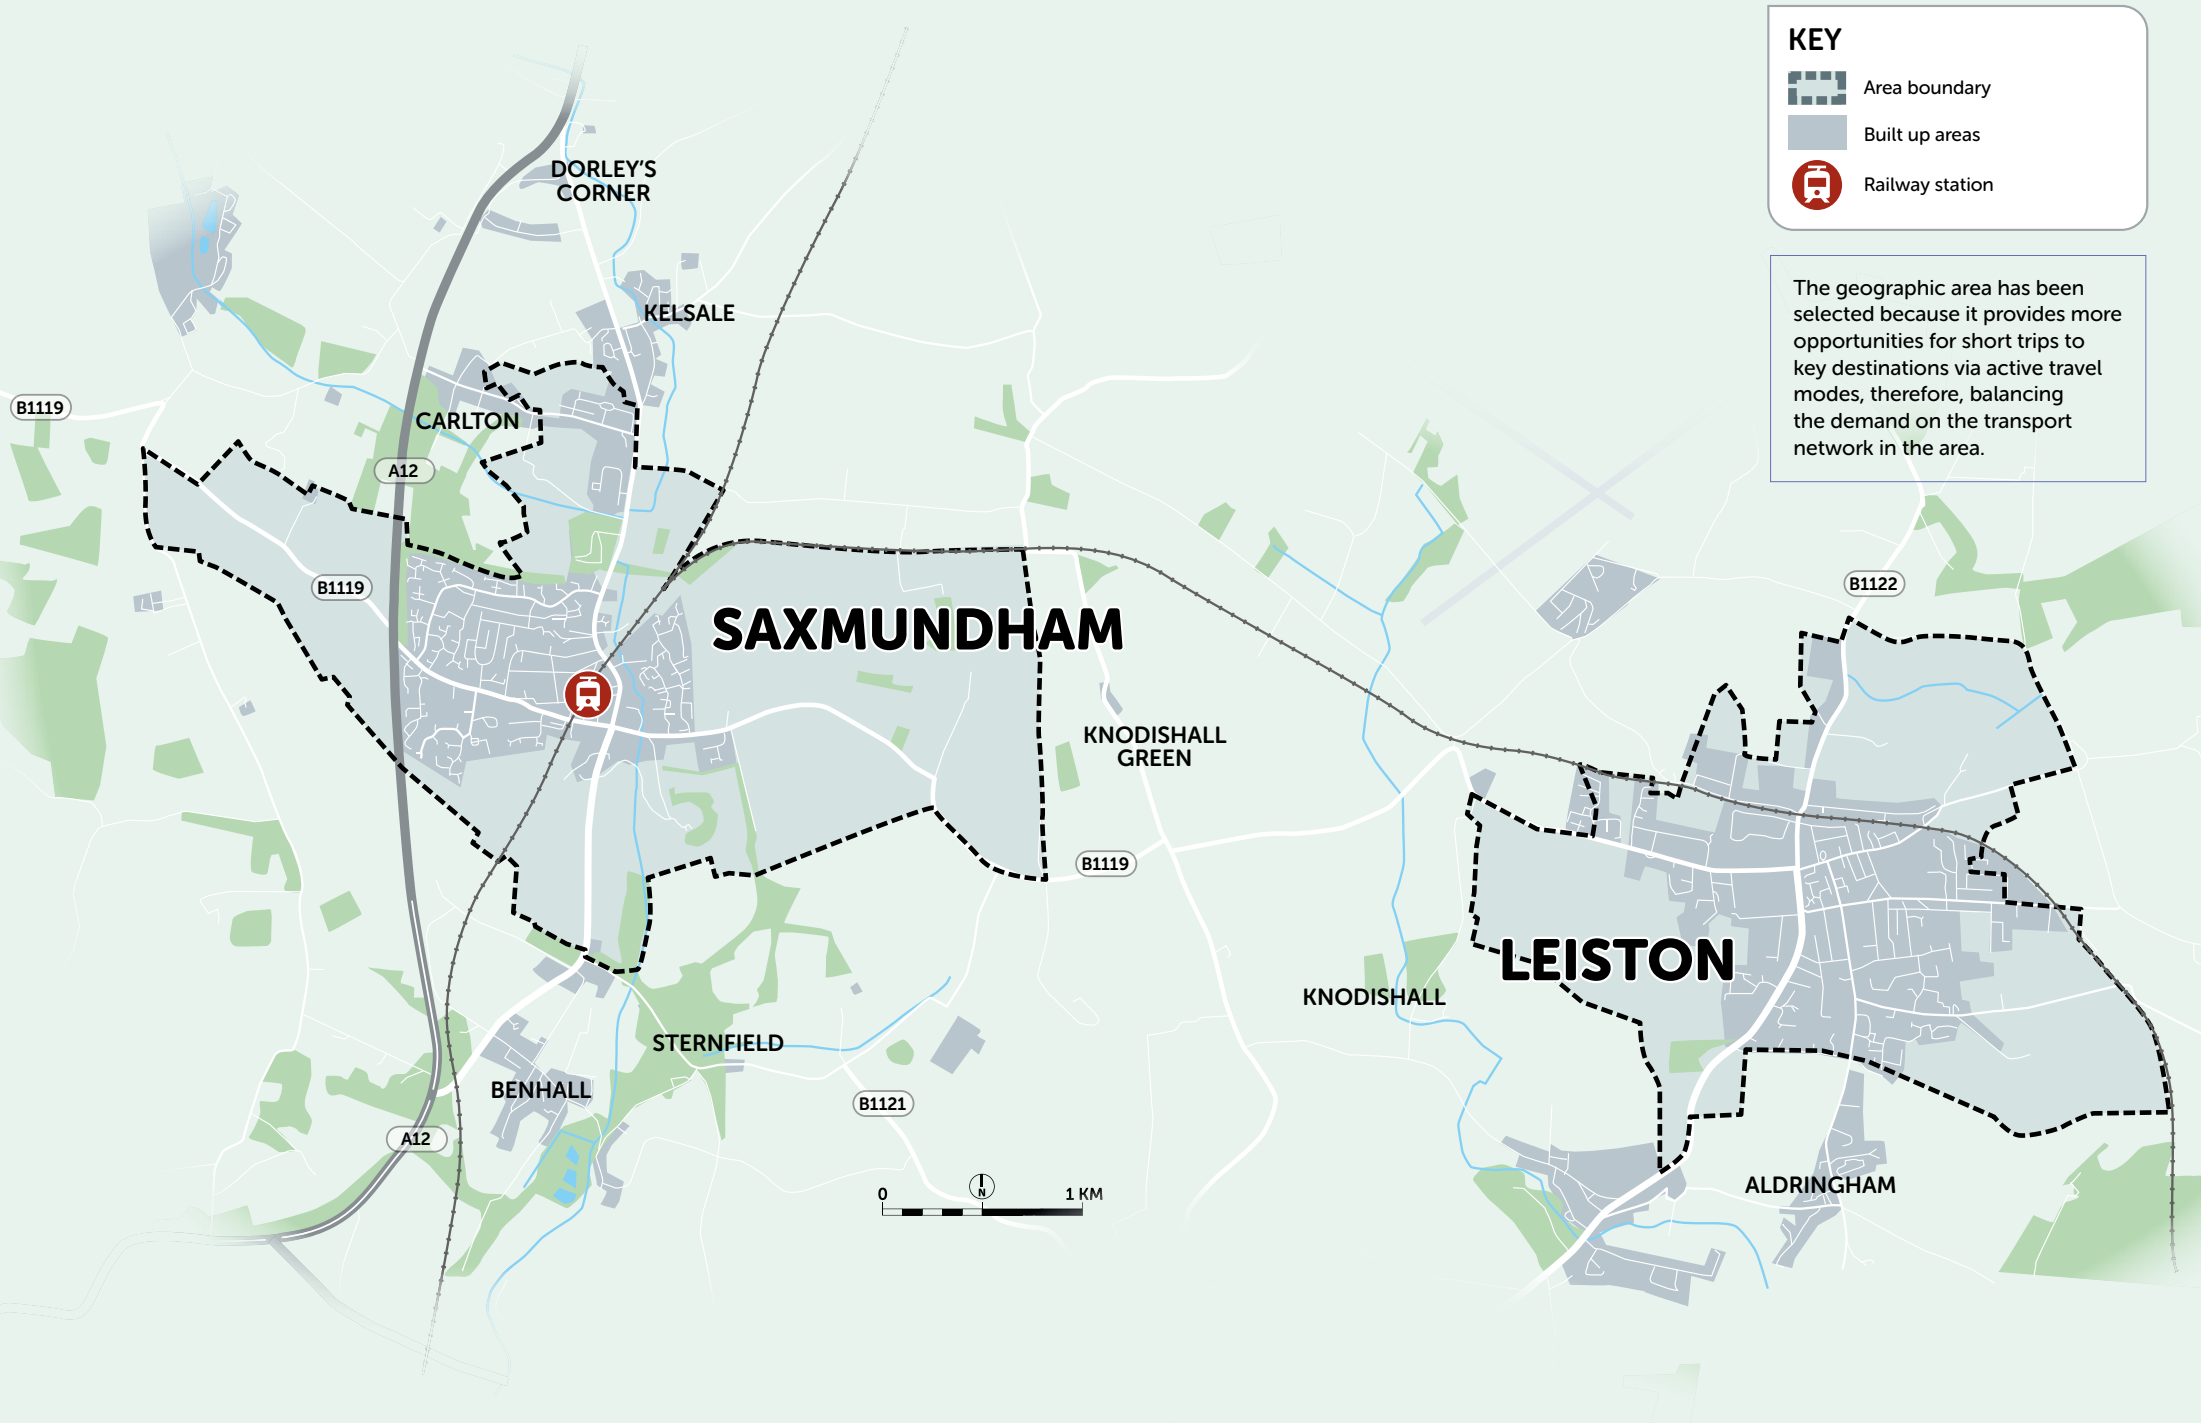 KEY
Area boundary
Built up areas
Railway station
The geographic area has been
selected because it provides more
opportunities for short trips to
key destinations via active travel
modes, therefore, balancing
the demand on the transport
network in the area.
DORLEY'S
CORNER
KELSALE
B1119
CARLTON
A12
B1119
B1122
SAXMUNDHAM
KNODISHALL
GREEN
B1119
LEISTON
KNODISHALL
STERNFIELD
BENHALL
B1121
A12
ALDRINGHAM
0
N
1 KM